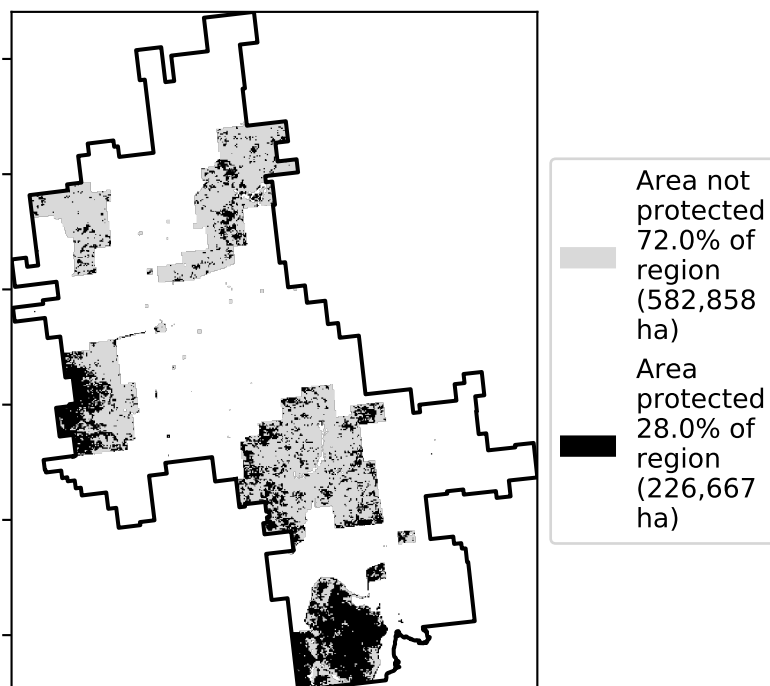 Area not
protected
72.0% of
region
(582,858
ha)
Area
protected
28.0% of
region
(226,667
ha)